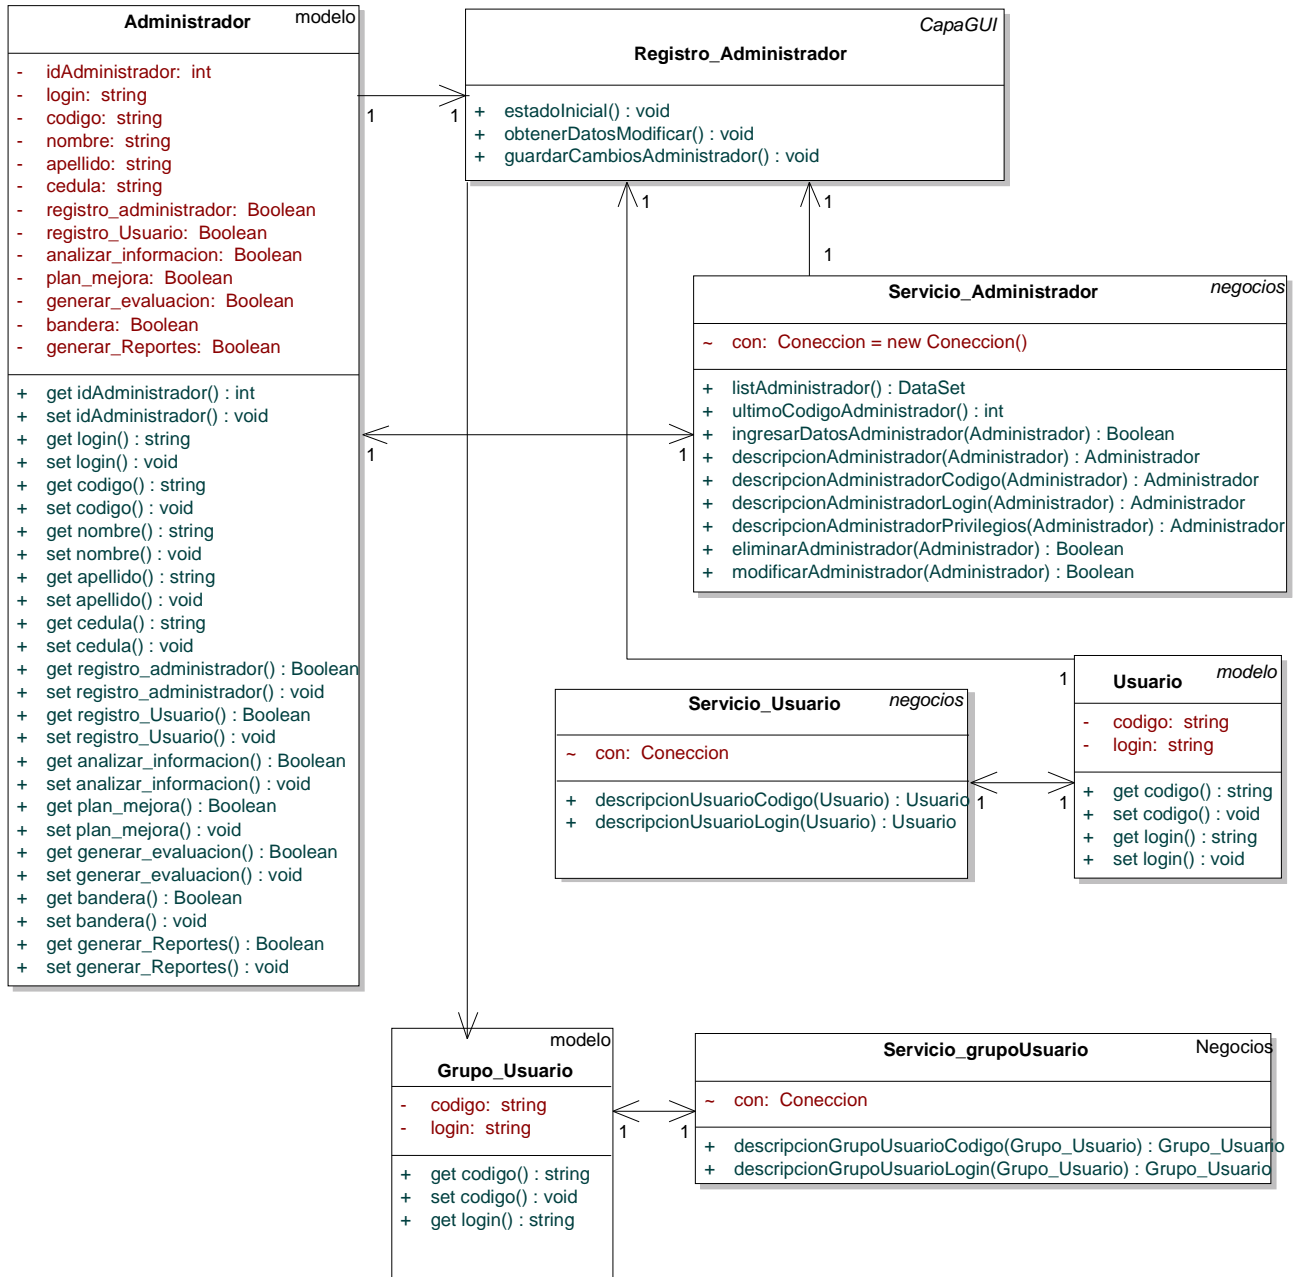 Administrador
modelo
- idAdministrador: int
- login: string
- codigo: string
- nombre: string
- apellido: string
- cedula: string
- registro_administrador: Boolean
- registro_Usuario: Boolean
- analizar_informacion: Boolean
- plan_mejora: Boolean
- generar_evaluacion: Boolean
- bandera: Boolean
- generar_Reportes: Boolean
+ get idAdministrador() : int
+ set idAdministrador() : void
+ get login() : string
+ set login() : void
+ get codigo() : string
+ set codigo() : void
+ get nombre() : string
+ set nombre() : void
+ get apellido() : string
+ set apellido() : void
+ get cedula() : string
+ set cedula() : void
+ get registro_administrador() : Boolean
+ set registro_administrador() : void
+ get registro_Usuario() : Boolean
+ set registro_Usuario() : void
+ get analizar_informacion() : Boolean
+ set analizar_informacion() : void
+ get plan_mejora() : Boolean
+ set plan_mejora() : void
+ get generar_evaluacion() : Boolean
+ set generar_evaluacion() : void
+ get bandera() : Boolean
+ set bandera() : void
+ get generar_Reportes() : Boolean
+ set generar_Reportes() : void
1
1
CapaGUI
Registro_Administrador
+ estadoInicial() : void
+ obtenerDatosModificar() : void
+ guardarCambiosAdministrador() : void
1
1
1
Servicio_Administrador
negocios
~ con: Coneccion = new Coneccion()
+ listAdministrador() : DataSet
+ ultimoCodigoAdministrador() : int
+ ingresarDatosAdministrador(Administrador) : Boolean
+ descripcionAdministrador(Administrador) : Administrador
+ descripcionAdministradorCodigo(Administrador) : Administrador
+ descripcionAdministradorLogin(Administrador) : Administrador
+ descripcionAdministradorPrivilegios(Administrador) : Administrador
+ eliminarAdministrador(Administrador) : Boolean
+ modificarAdministrador(Administrador) : Boolean
1
1
1
Servicio_Usuario
negocios
~ con: Coneccion
+ descripcionUsuarioCodigo(Usuario) : Usuario
+ descripcionUsuarioLogin(Usuario) : Usuario
1
1
Usuario
modelo
- codigo: string
- login: string
+ get codigo() : string
+ set codigo() : void
+ get login() : string
+ set login() : void
modelo
Grupo_Usuario
- codigo: string
- login: string
+ get codigo() : string
+ set codigo() : void
+ get login() : string
1
1
Servicio_grupoUsuario
Negocios
~ con: Coneccion
+ descripcionGrupoUsuarioCodigo(Grupo_Usuario) : Grupo_Usuario
+ descripcionGrupoUsuarioLogin(Grupo_Usuario) : Grupo_Usuario